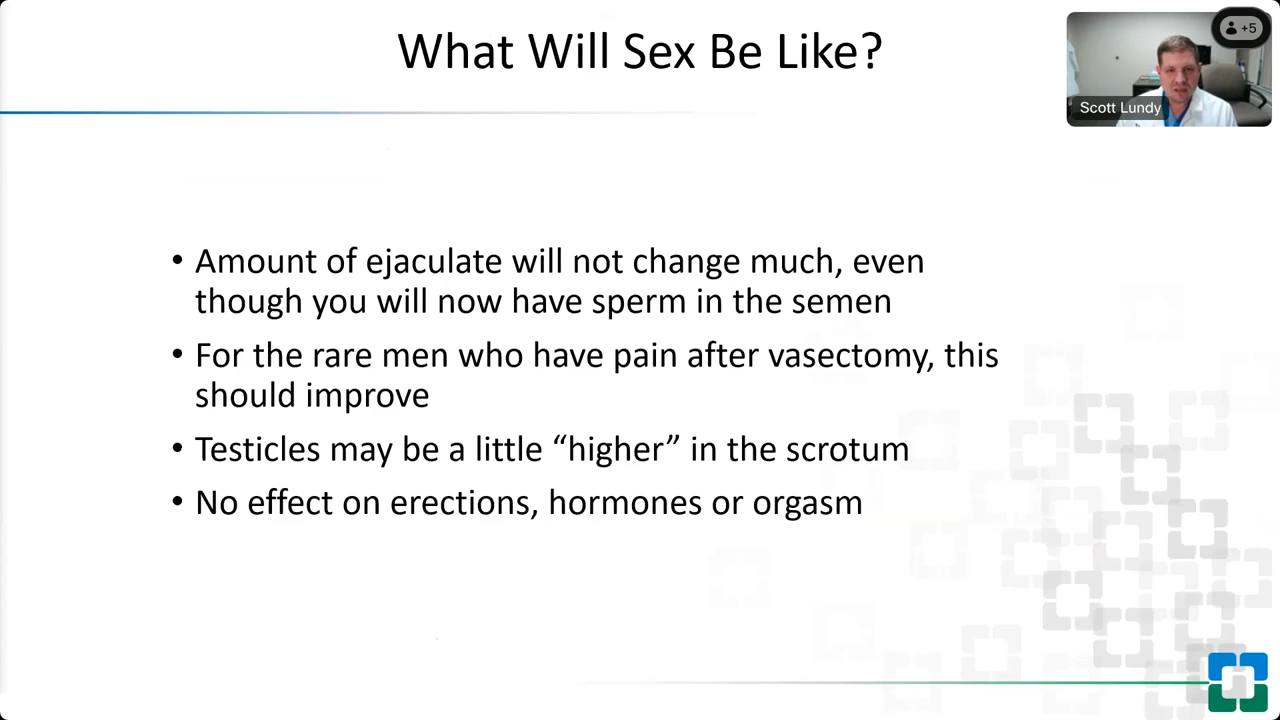 What Will Sex Be Like?
+5
Scott Lundy
• Amount of ejaculate will not change much, even
though you will now have sperm in the semen
• For the rare men who have pain after vasectomy, this
should improve
• Testicles may be a little “higher” in the scrotum
• No effect on erections, hormones or orgasm